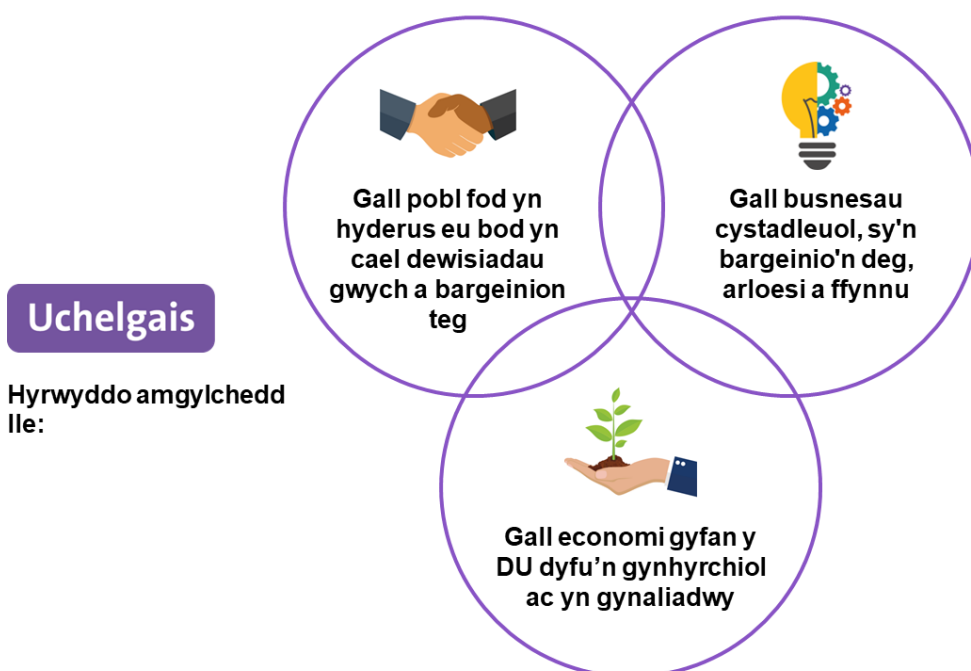 Uchelgais
Hyrwyddo amgylchedd
lle:
Gall pobl fod yn
hyderus eu bod yn
cael dewisiadau
gwych a bargeinion
teg
Gall busnesau
cystadleuol, sy'n
bargeinio'n deg,
arloesi a ffynnu
Gall economi gyfan y
DU dyfu’n gynhyrchiol
ac yn gynaliadwy